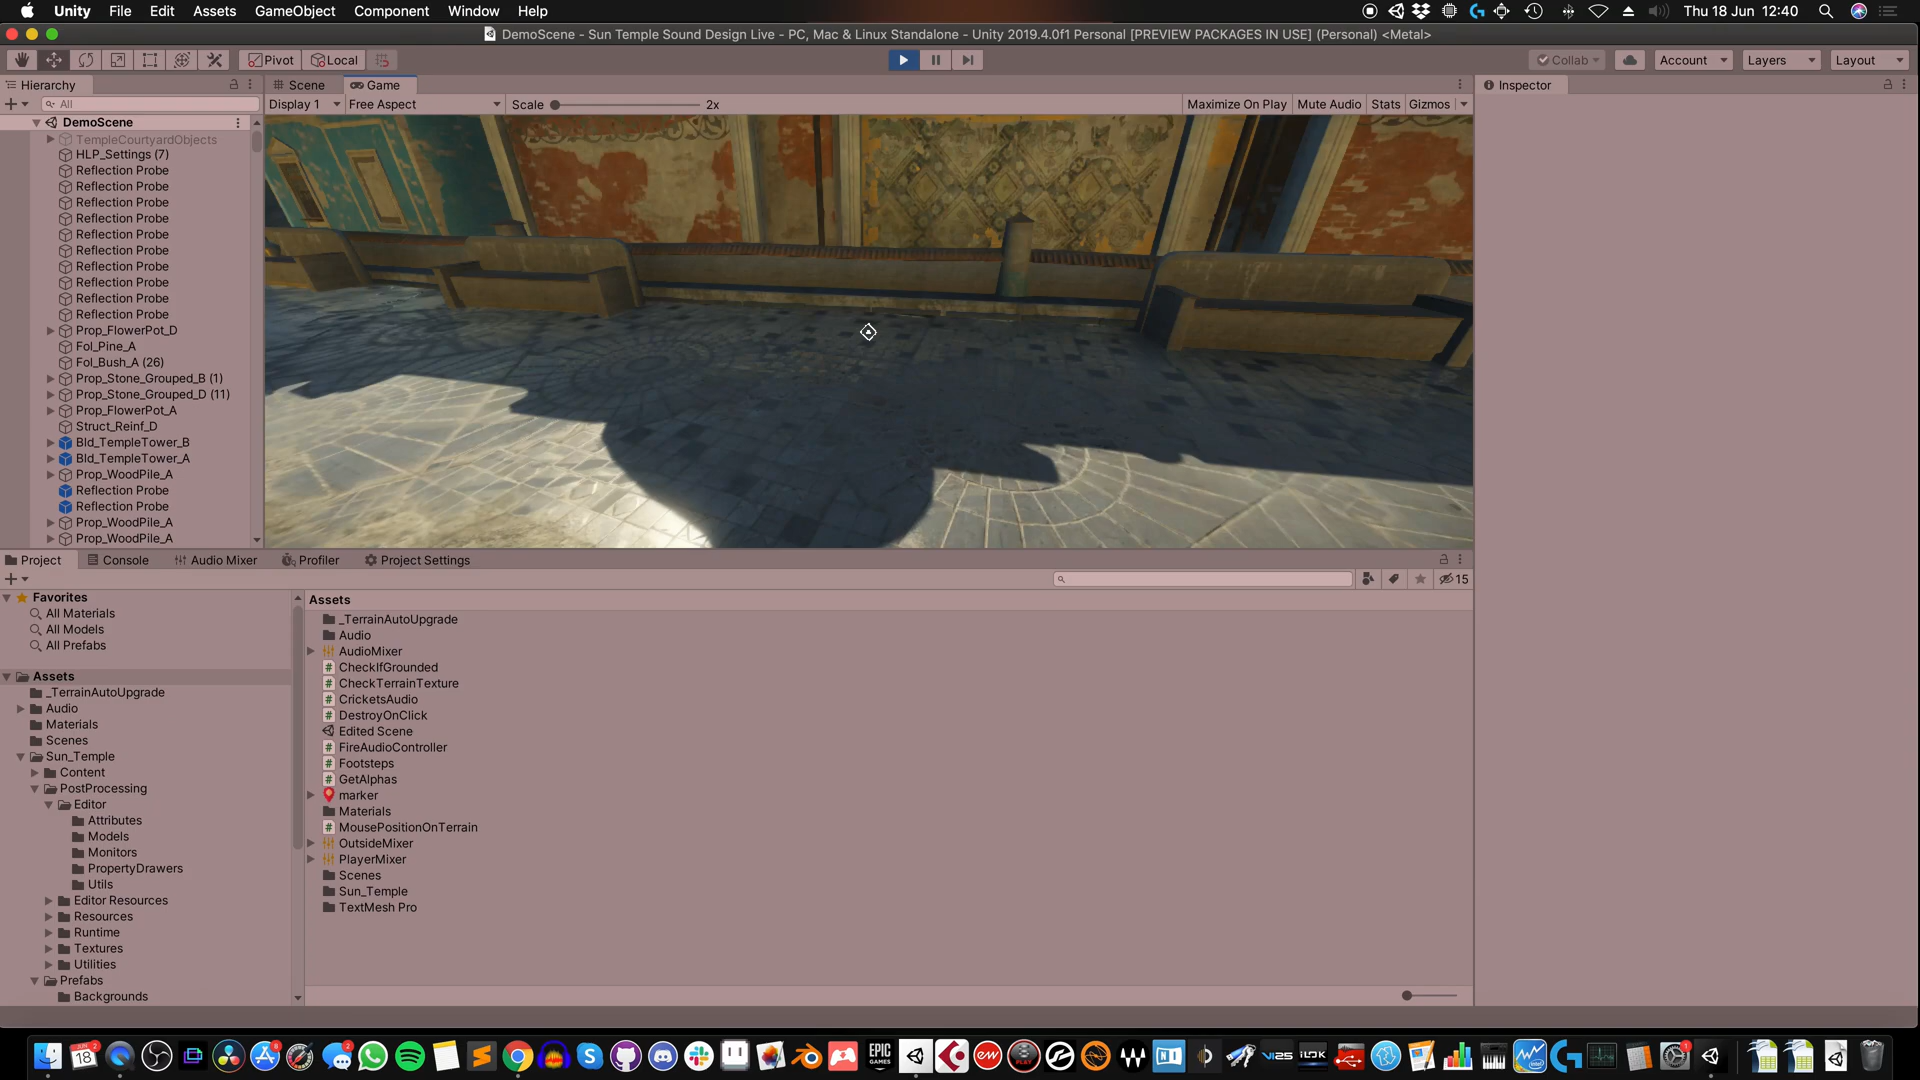 Unity File Edit Assets GameObject Component Window Help Thu 18 Jun 12:40
DemoScene - Sun Temple Sound Design Live - PC, Mac & Linux Standalone - Unity 2019.4.0f1 Personal [PREVIEW PACKAGES IN USE] (Personal) <Metal>
Pivot Local Collab Account Layers Layout
Hierarchy Scene Game Inspector
All Display 1 Free Aspect Scale 2x Maximize On Play Mute Audio Stats Gizmos
DemoScene
TempleCourtyardObjects
HLP_Settings (7)
Reflection Probe
Reflection Probe
Reflection Probe
Reflection Probe
Reflection Probe
Reflection Probe
Reflection Probe
Reflection Probe
Reflection Probe
Reflection Probe
Prop_FlowerPot_D
Fol_Pine_A
Fol_Bush_A (26)
Prop_Stone_Grouped_B (1)
Prop_Stone_Grouped_D (11)
Prop_FlowerPot_A
Struct_Reinf_D
Bld_TempleTower_B
Bld_TempleTower_A
Prop_WoodPile_A
Reflection Probe
Reflection Probe
Prop_WoodPile_A
Prop_WoodPile_A
Project Console Audio Mixer Profiler Project Settings
15
Favorites
All Materials
All Models
All Prefabs
Assets
_TerrainAutoUpgrade
Audio
Materials
Scenes
Sun_Temple
Content
PostProcessing
Editor
Attributes
Models
Monitors
PropertyDrawers
Utils
Editor Resources
Resources
Runtime
Textures
Utilities
Prefabs
Backgrounds
Assets
_TerrainAutoUpgrade
Audio
AudioMixer
CheckIfGrounded
CheckTerrainTexture
CricketsAudio
DestroyOnClick
Edited Scene
FireAudioController
Footsteps
GetAlphas
marker
Materials
MousePositionOnTerrain
OutsideMixer
PlayerMixer
Scenes
Sun_Temple
TextMesh Pro